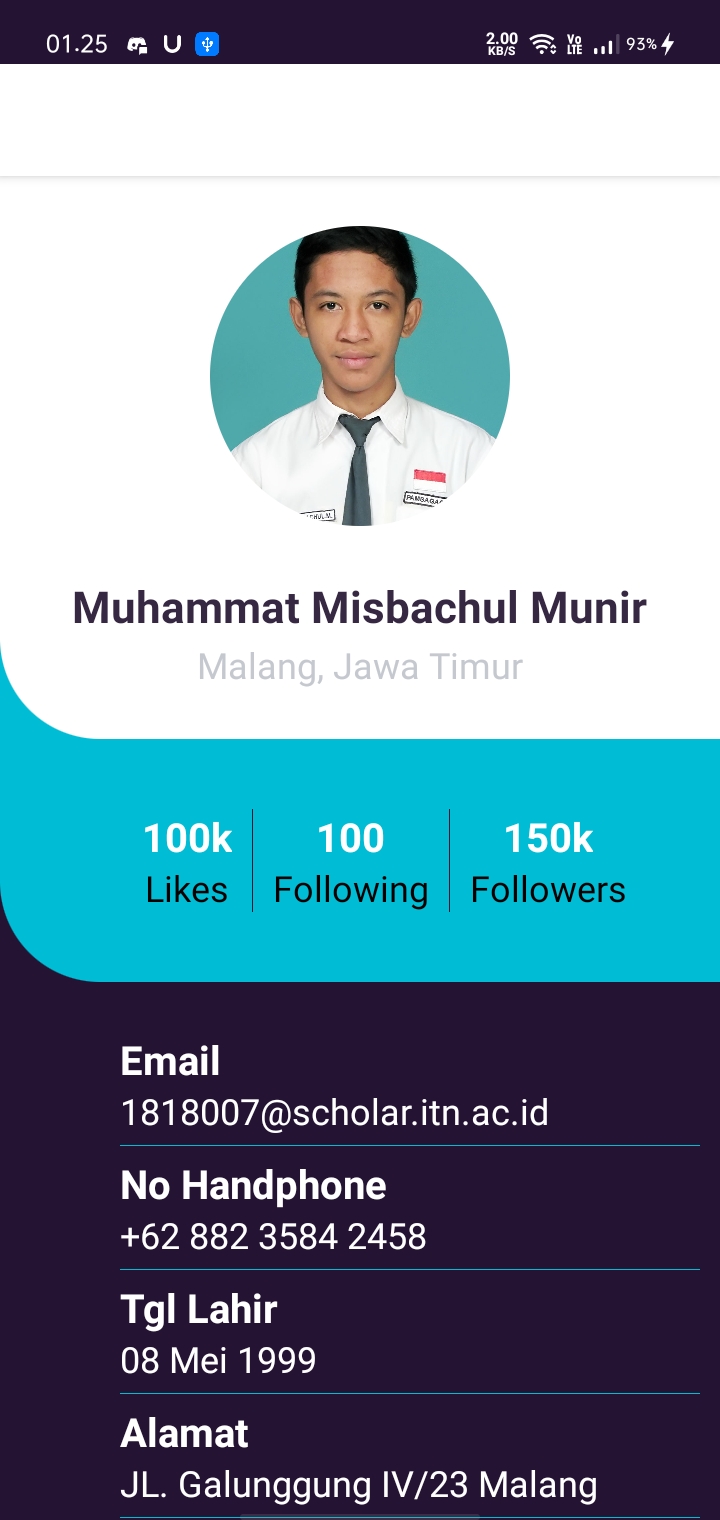 01.25
2.00
KB/S
Vo
LTE
93%
Muhammat Misbachul Munir
Malang, Jawa Timur
100k 100 150k
Likes Following Followers
Email
1818007@scholar.itn.ac.id
No Handphone
+62 882 3584 2458
Tgl Lahir
08 Mei 1999
Alamat
JL. Galunggung IV/23 Malang